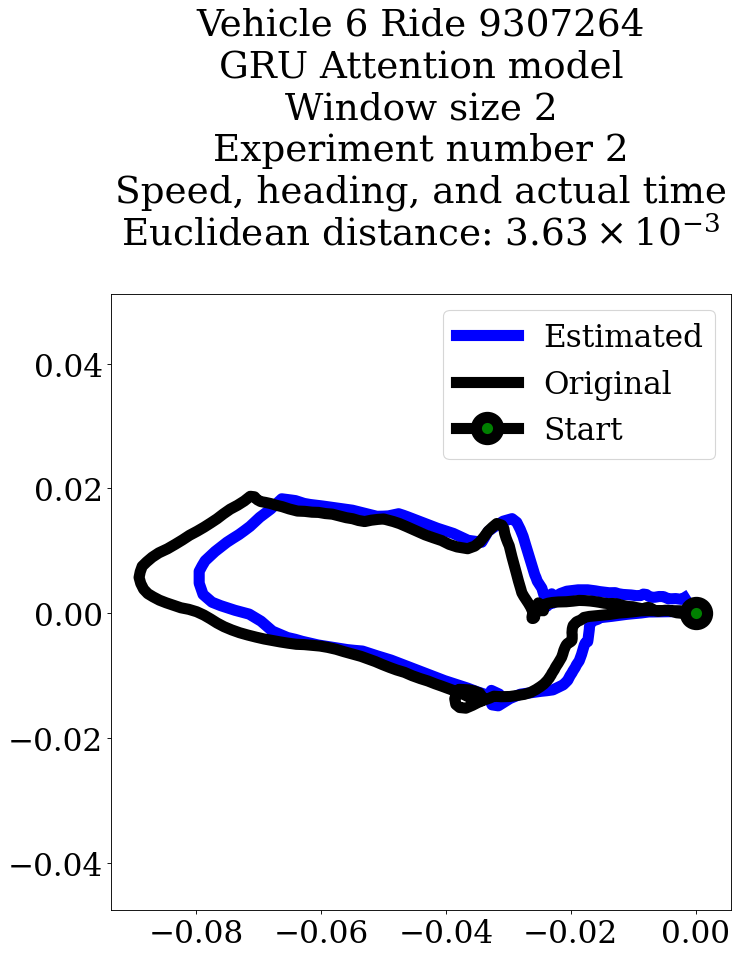 Vehicle 6 Ride 9307264
GRU Attention model
Window size 2
Experiment number 2
Speed, heading, and actual time
Euclidean distance: 3.63 × 10⁻³
Estimated
Original
Start
0.04
0.02
0.00
−0.02
−0.04
−0.08 −0.06 −0.04 −0.02 0.00